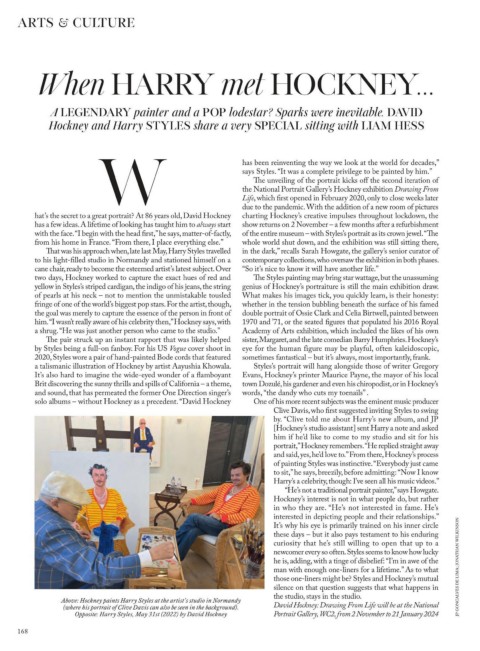 ARTS & CULTURE
When HARRY met HOCKNEY…
A LEGENDARY painter and a POP lodestar? Sparks were inevitable. DAVID
Hockney and Harry STYLES share a very SPECIAL sitting with LIAM HESS
W
hat's the secret to a great portrait? At 86 years old, David Hockney
has a few ideas. A lifetime of looking has taught him to always start
with the face. "I begin with the head first," he says, matter-of-factly,
from his home in France. "From there, I place everything else."
That was his approach when, late last May, Harry Styles travelled
to his light-filled studio in Normandy and stationed himself on a
cane chair, ready to become the esteemed artist's latest subject. Over
two days, Hockney worked to capture the exact hues of red and
yellow in Styles's striped cardigan, the indigo of his jeans, the string
of pearls at his neck – not to mention the unmistakable tousled
fringe of one of the world's biggest pop stars. For the artist, though,
the goal was merely to capture the essence of the person in front of
him. "I wasn't really aware of his celebrity then," Hockney says, with
a shrug. "He was just another person who came to the studio."
The pair struck up an instant rapport that was likely helped
by Styles being a full-on fanboy. For his US Vogue cover shoot in
2020, Styles wore a pair of hand-painted Bode cords that featured
a talismanic illustration of Hockney by artist Aayushia Khowala.
It's also hard to imagine the wide-eyed wonder of a flamboyant
Brit discovering the sunny thrills and spills of California – a theme,
and sound, that has permeated the former One Direction singer's
solo albums – without Hockney as a precedent. "David Hockney
has been reinventing the way we look at the world for decades,"
says Styles. "It was a complete privilege to be painted by him."
The unveiling of the portrait kicks off the second iteration of
the National Portrait Gallery's Hockney exhibition Drawing From
Life, which first opened in February 2020, only to close weeks later
due to the pandemic. With the addition of a new room of pictures
charting Hockney's creative impulses throughout lockdown, the
show returns on 2 November – a few months after a refurbishment
of the entire museum – with Styles's portrait as its crown jewel. "The
whole world shut down, and the exhibition was still sitting there,
in the dark," recalls Sarah Howgate, the gallery's senior curator of
contemporary collections, who oversaw the exhibition in both phases.
"So it's nice to know it will have another life."
The Styles painting may bring star wattage, but the unassuming
genius of Hockney's portraiture is still the main exhibition draw.
What makes his images tick, you quickly learn, is their honesty:
whether in the tension bubbling beneath the surface of his famed
double portrait of Ossie Clark and Celia Birtwell, painted between
1970 and '71, or the seated figures that populated his 2016 Royal
Academy of Arts exhibition, which included the likes of his own
sister, Margaret, and the late comedian Barry Humphries. Hockney's
eye for the human figure may be playful, often kaleidoscopic,
sometimes fantastical – but it's always, most importantly, frank.
Styles's portrait will hang alongside those of writer Gregory
Evans, Hockney's printer Maurice Payne, the mayor of his local
town Dozulé, his gardener and even his chiropodist, or in Hockney's
words, "the dandy who cuts my toenails".
One of his more recent subjects was the eminent music producer
Clive Davis, who first suggested inviting Styles to swing
by. "Clive told me about Harry's new album, and JP
[Hockney's studio assistant] sent Harry a note and asked
him if he'd like to come to my studio and sit for his
portrait," Hockney remembers. "He replied straight away
and said, yes, he'd love to." From there, Hockney's process
of painting Styles was instinctive. "Everybody just came
to sit," he says, breezily, before admitting: "Now I know
Harry's a celebrity, though: I've seen all his music videos."
"He's not a traditional portrait painter," says Howgate.
Hockney's interest is not in what people do, but rather
in who they are. "He's not interested in fame. He's
interested in depicting people and their relationships."
It's why his eye is primarily trained on his inner circle
these days – but it also pays testament to his enduring
curiosity that he's still willing to open that up to a
newcomer every so often. Styles seems to know how lucky
he is, adding, with a tinge of disbelief: "I'm in awe of the
man with enough one-liners for a lifetime." As to what
those one-liners might be? Styles and Hockney's mutual
silence on that question suggests that what happens in
the studio, stays in the studio.
David Hockney: Drawing From Life will be at the National
Portrait Gallery, WC2, from 2 November to 21 January 2024
Above: Hockney paints Harry Styles at the artist's studio in Normandy
(where his portrait of Clive Davis can also be seen in the background).
Opposite: Harry Styles, May 31st (2022) by David Hockney
JP GONCALVES DE LIMA; JONATHAN WILKINSON
168